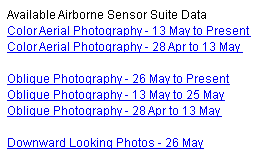 Available Airborne Sensor Suite Data
Color Aerial Photography - 13 May to Present
Color Aerial Photography - 28 Apr to 13 May
Oblique Photography - 26 May to Present
Oblique Photography - 13 May to 25 May
Oblique Photography - 28 Apr to 13 May
Downward Looking Photos - 26 May